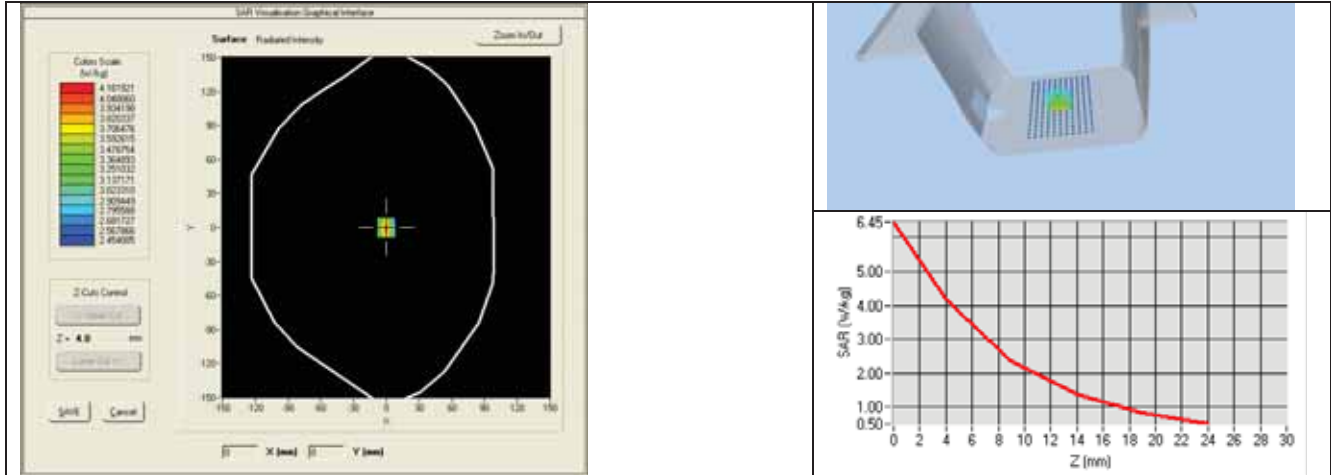 SAR Visualisation Graphical Interface
Surface Radiated Intensity
Zoom In/Out
Colors Scale
(W/Kg)
4.161921
4.048060
3.934198
3.820337
3.706476
3.592615
3.478754
3.364893
3.251032
3.137171
3.023310
2.909449
2.795588
2.681727
2.567866
2.454005
150
120
90
60
30
0
-30
-60
-90
-120
-150
Y
-150 -120 -90 -60 -30 0 30 60 90 120 150
X
Z Cuts Control
Z = 4.0 mm
SAVE Cancel
0 X (mm) 0 Y (mm)
6.45
5.00
4.00
3.00
2.00
1.00
0.50
SAR (W/kg)
0 2 4 6 8 10 12 14 16 18 20 22 24 26 28 30
Z (mm)